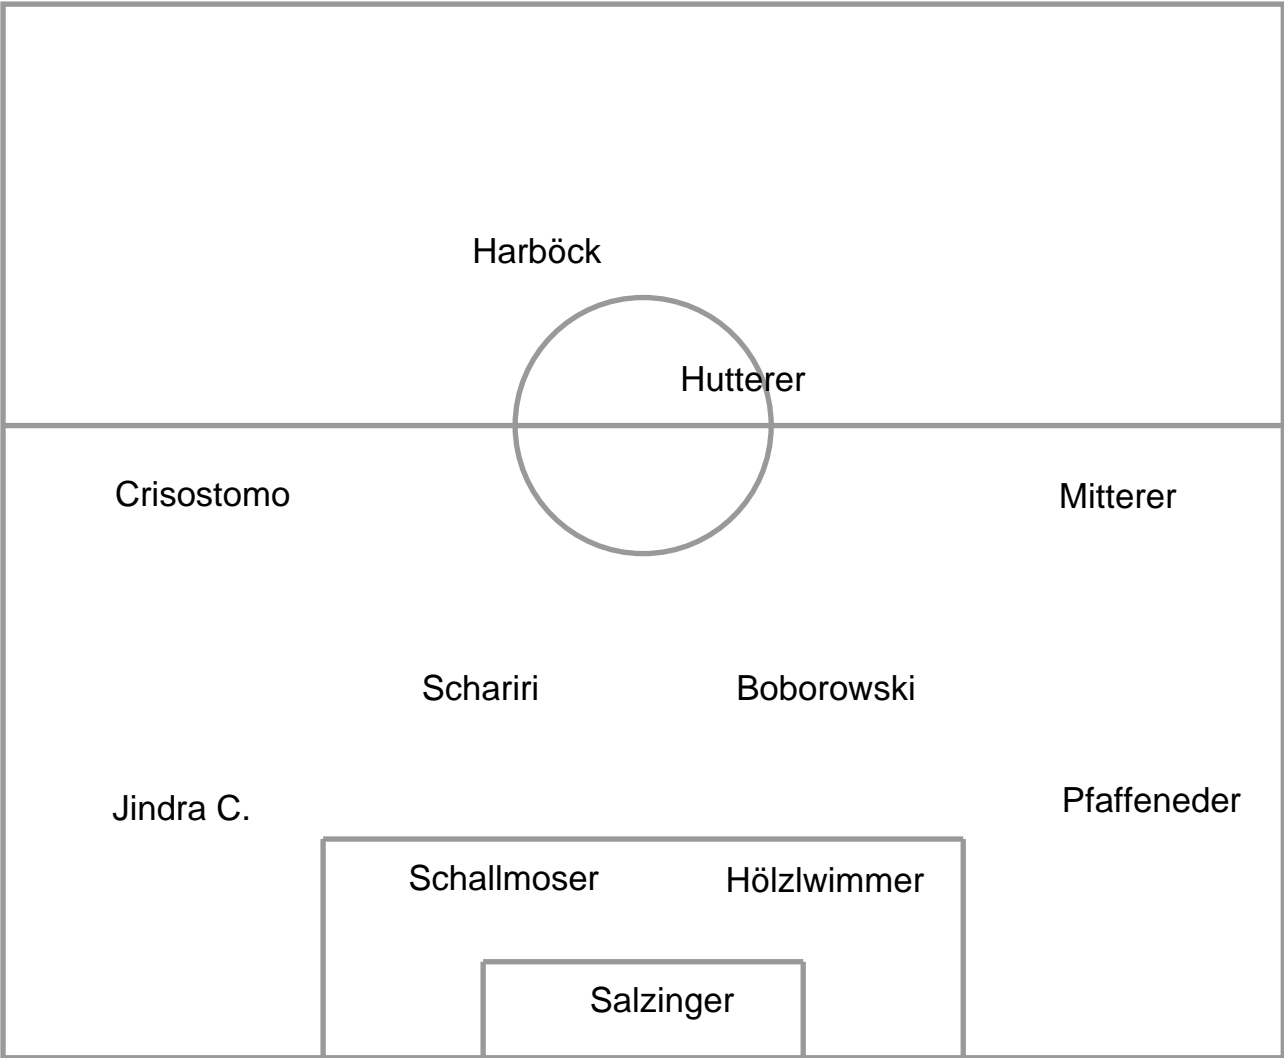 Harböck
Hutterer
Crisostomo
Mitterer
Schariri
Boborowski
Jindra C.
Pfaffeneder
Schallmoser
Hölzlwimmer
Salzinger